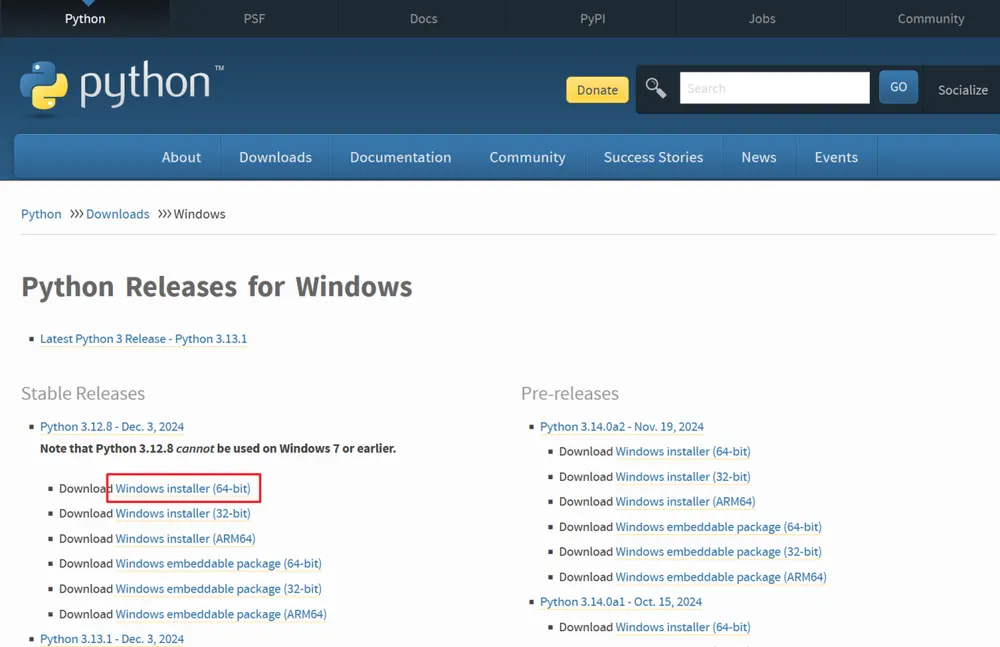 Python PSF Docs PyPI Jobs Community
python™
Donate Search GO Socialize
About Downloads Documentation Community Success Stories News Events
Python >>> Downloads >>> Windows
Python Releases for Windows
Latest Python 3 Release - Python 3.13.1
Stable Releases
Python 3.12.8 - Dec. 3, 2024
Note that Python 3.12.8 cannot be used on Windows 7 or earlier.
Download Windows installer (64-bit)
Download Windows installer (32-bit)
Download Windows installer (ARM64)
Download Windows embeddable package (64-bit)
Download Windows embeddable package (32-bit)
Download Windows embeddable package (ARM64)
Python 3.13.1 - Dec. 3, 2024
Pre-releases
Python 3.14.0a2 - Nov. 19, 2024
Download Windows installer (64-bit)
Download Windows installer (32-bit)
Download Windows installer (ARM64)
Download Windows embeddable package (64-bit)
Download Windows embeddable package (32-bit)
Download Windows embeddable package (ARM64)
Python 3.14.0a1 - Oct. 15, 2024
Download Windows installer (64-bit)